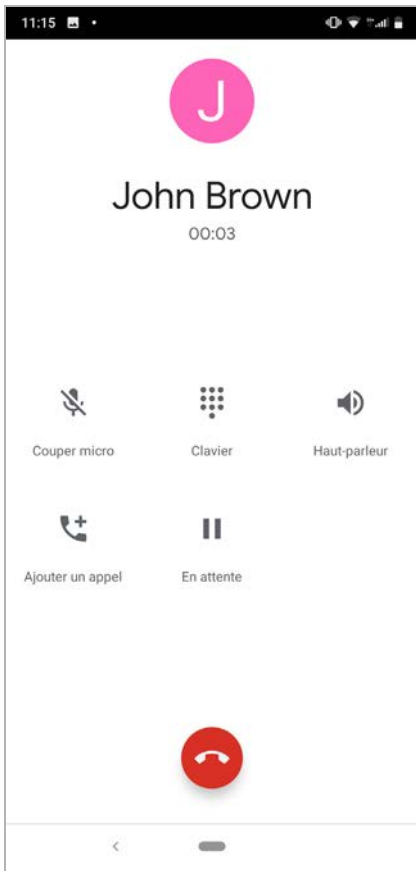 11:15
J
John Brown
00:03
Couper micro
Clavier
Haut-parleur
Ajouter un appel
En attente